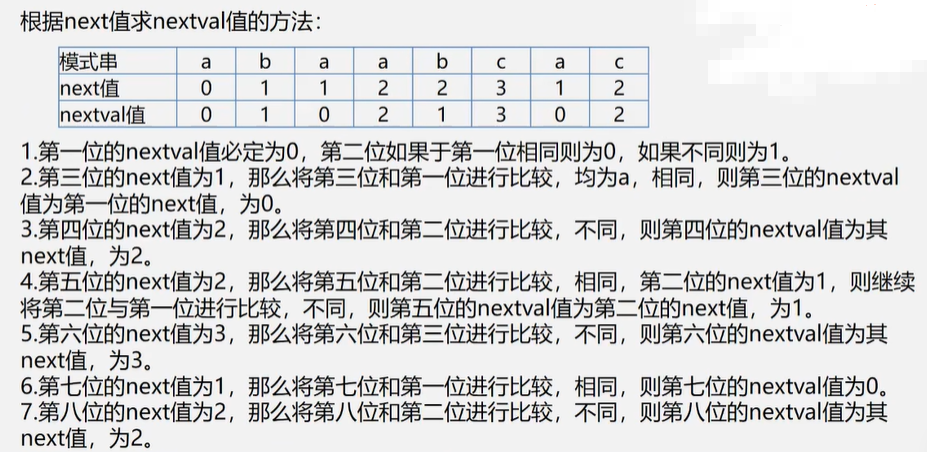 根据next值求nextval值的方法：
模式串 a b a a b c a c
next值 0 1 1 2 2 3 1 2
nextval值 0 1 0 2 1 3 0 2
1.第一位的nextval值必定为0，第二位如果于第一位相同则为0，如果不同则为1。
2.第三位的next值为1，那么将第三位和第一位进行比较，均为a，相同，则第三位的nextval
值为第一位的next值，为0。
3.第四位的next值为2，那么将第四位和第二位进行比较，不同，则第四位的nextval值为其
next值，为2。
4.第五位的next值为2，那么将第五位和第二位进行比较，相同，第二位的next值为1，则继续
将第二位与第一位进行比较，不同，则第五位的nextval值为第二位的next值，为1。
5.第六位的next值为3，那么将第六位和第三位进行比较，不同，则第六位的nextval值为其
next值，为3。
6.第七位的next值为1，那么将第七位和第一位进行比较，相同，则第七位的nextval值为0。
7.第八位的next值为2，那么将第八位和第二位进行比较，不同，则第八位的nextval值为其
next值，为2。